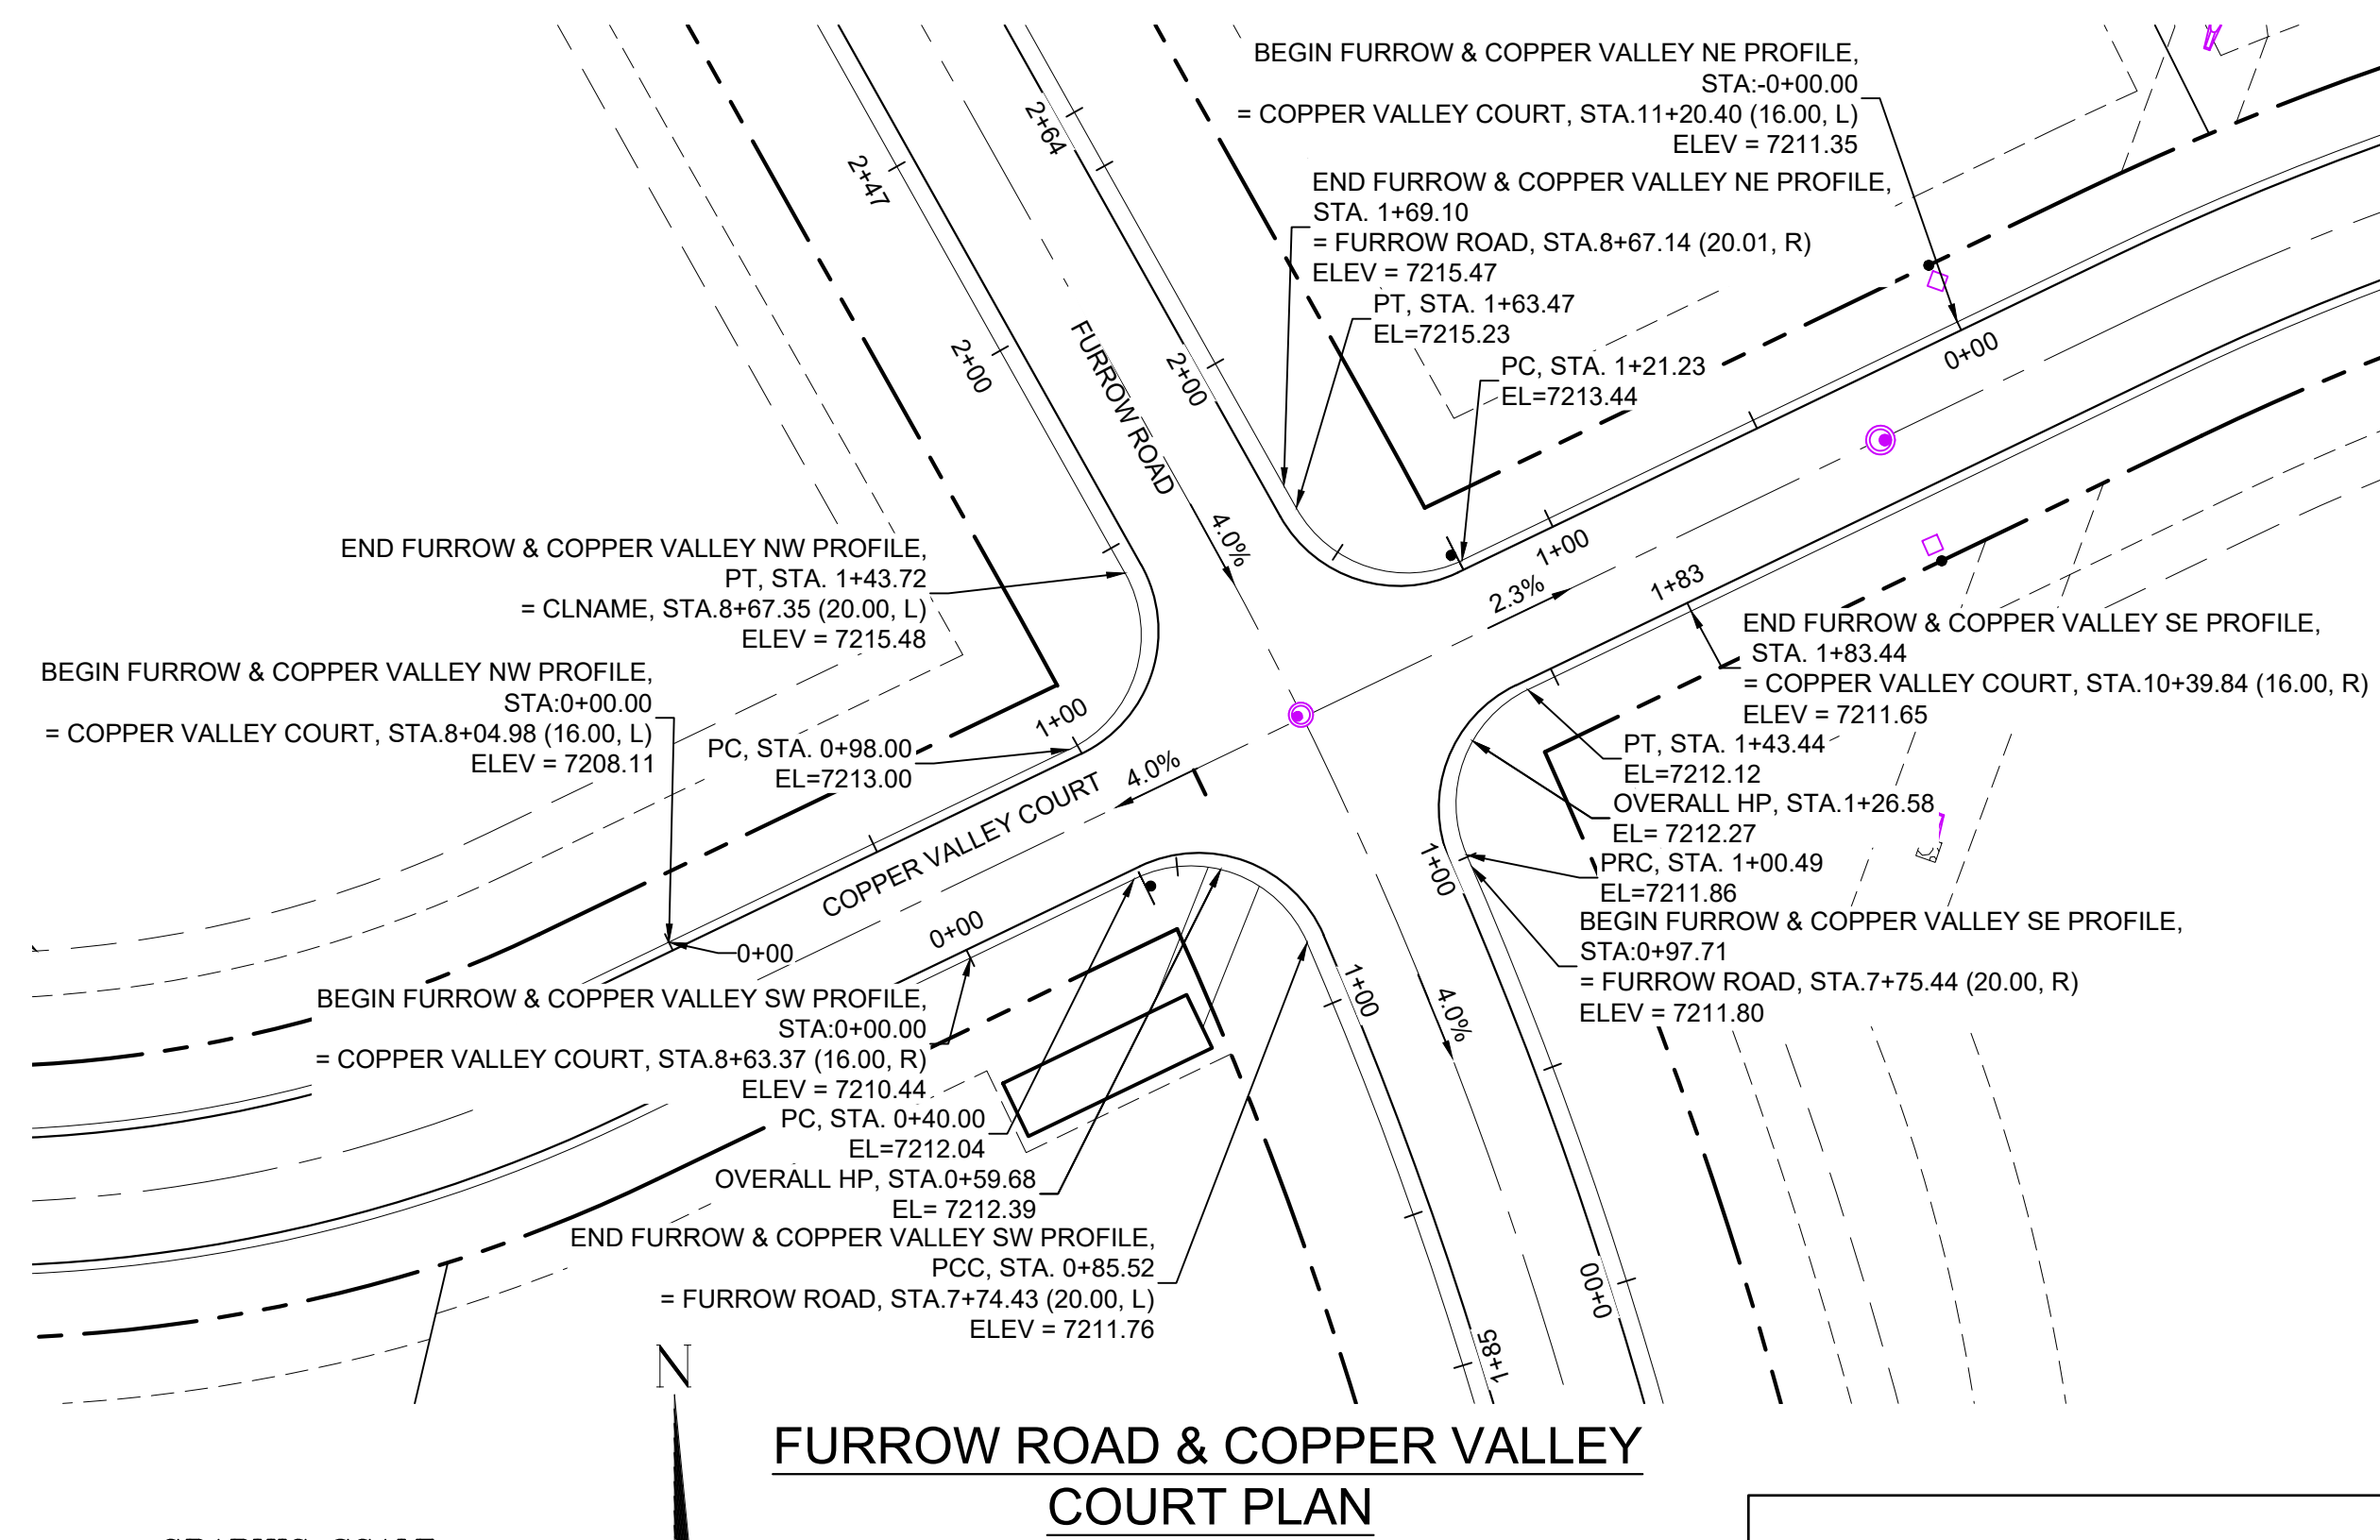 BEGIN FURROW & COPPER VALLEY NE PROFILE,
STA:-0+00.00
= COPPER VALLEY COURT, STA.11+20.40 (16.00, L)
ELEV = 7211.35
END FURROW & COPPER VALLEY NE PROFILE,
STA. 1+69.10
= FURROW ROAD, STA.8+67.14 (20.01, R)
ELEV = 7215.47
PT, STA. 1+63.47
EL=7215.23
PC, STA. 1+21.23
EL=7213.44
2+64
2+47
2+00
2+00
FURROW ROAD
4.0%
0+00
1+00
2.3%
1+83
END FURROW & COPPER VALLEY NW PROFILE,
PT, STA. 1+43.72
= CLNAME, STA.8+67.35 (20.00, L)
ELEV = 7215.48
BEGIN FURROW & COPPER VALLEY NW PROFILE,
STA:0+00.00
= COPPER VALLEY COURT, STA.8+04.98 (16.00, L)
ELEV = 7208.11
PC, STA. 0+98.00
EL=7213.00
1+00
4.0%
COPPER VALLEY COURT
0+00
0+00
END FURROW & COPPER VALLEY SE PROFILE,
STA. 1+83.44
= COPPER VALLEY COURT, STA.10+39.84 (16.00, R)
ELEV = 7211.65
PT, STA. 1+43.44
EL=7212.12
OVERALL HP, STA.1+26.58
EL= 7212.27
PRC, STA. 1+00.49
EL=7211.86
BEGIN FURROW & COPPER VALLEY SE PROFILE,
STA:0+97.71
= FURROW ROAD, STA.7+75.44 (20.00, R)
ELEV = 7211.80
1+00
1+00
4.0%
0+00
1+85
BEGIN FURROW & COPPER VALLEY SW PROFILE,
STA:0+00.00
= COPPER VALLEY COURT, STA.8+63.37 (16.00, R)
ELEV = 7210.44
PC, STA. 0+40.00
EL=7212.04
OVERALL HP, STA.0+59.68
EL= 7212.39
END FURROW & COPPER VALLEY SW PROFILE,
PCC, STA. 0+85.52
= FURROW ROAD, STA.7+74.43 (20.00, L)
ELEV = 7211.76
N
FURROW ROAD & COPPER VALLEY
COURT PLAN